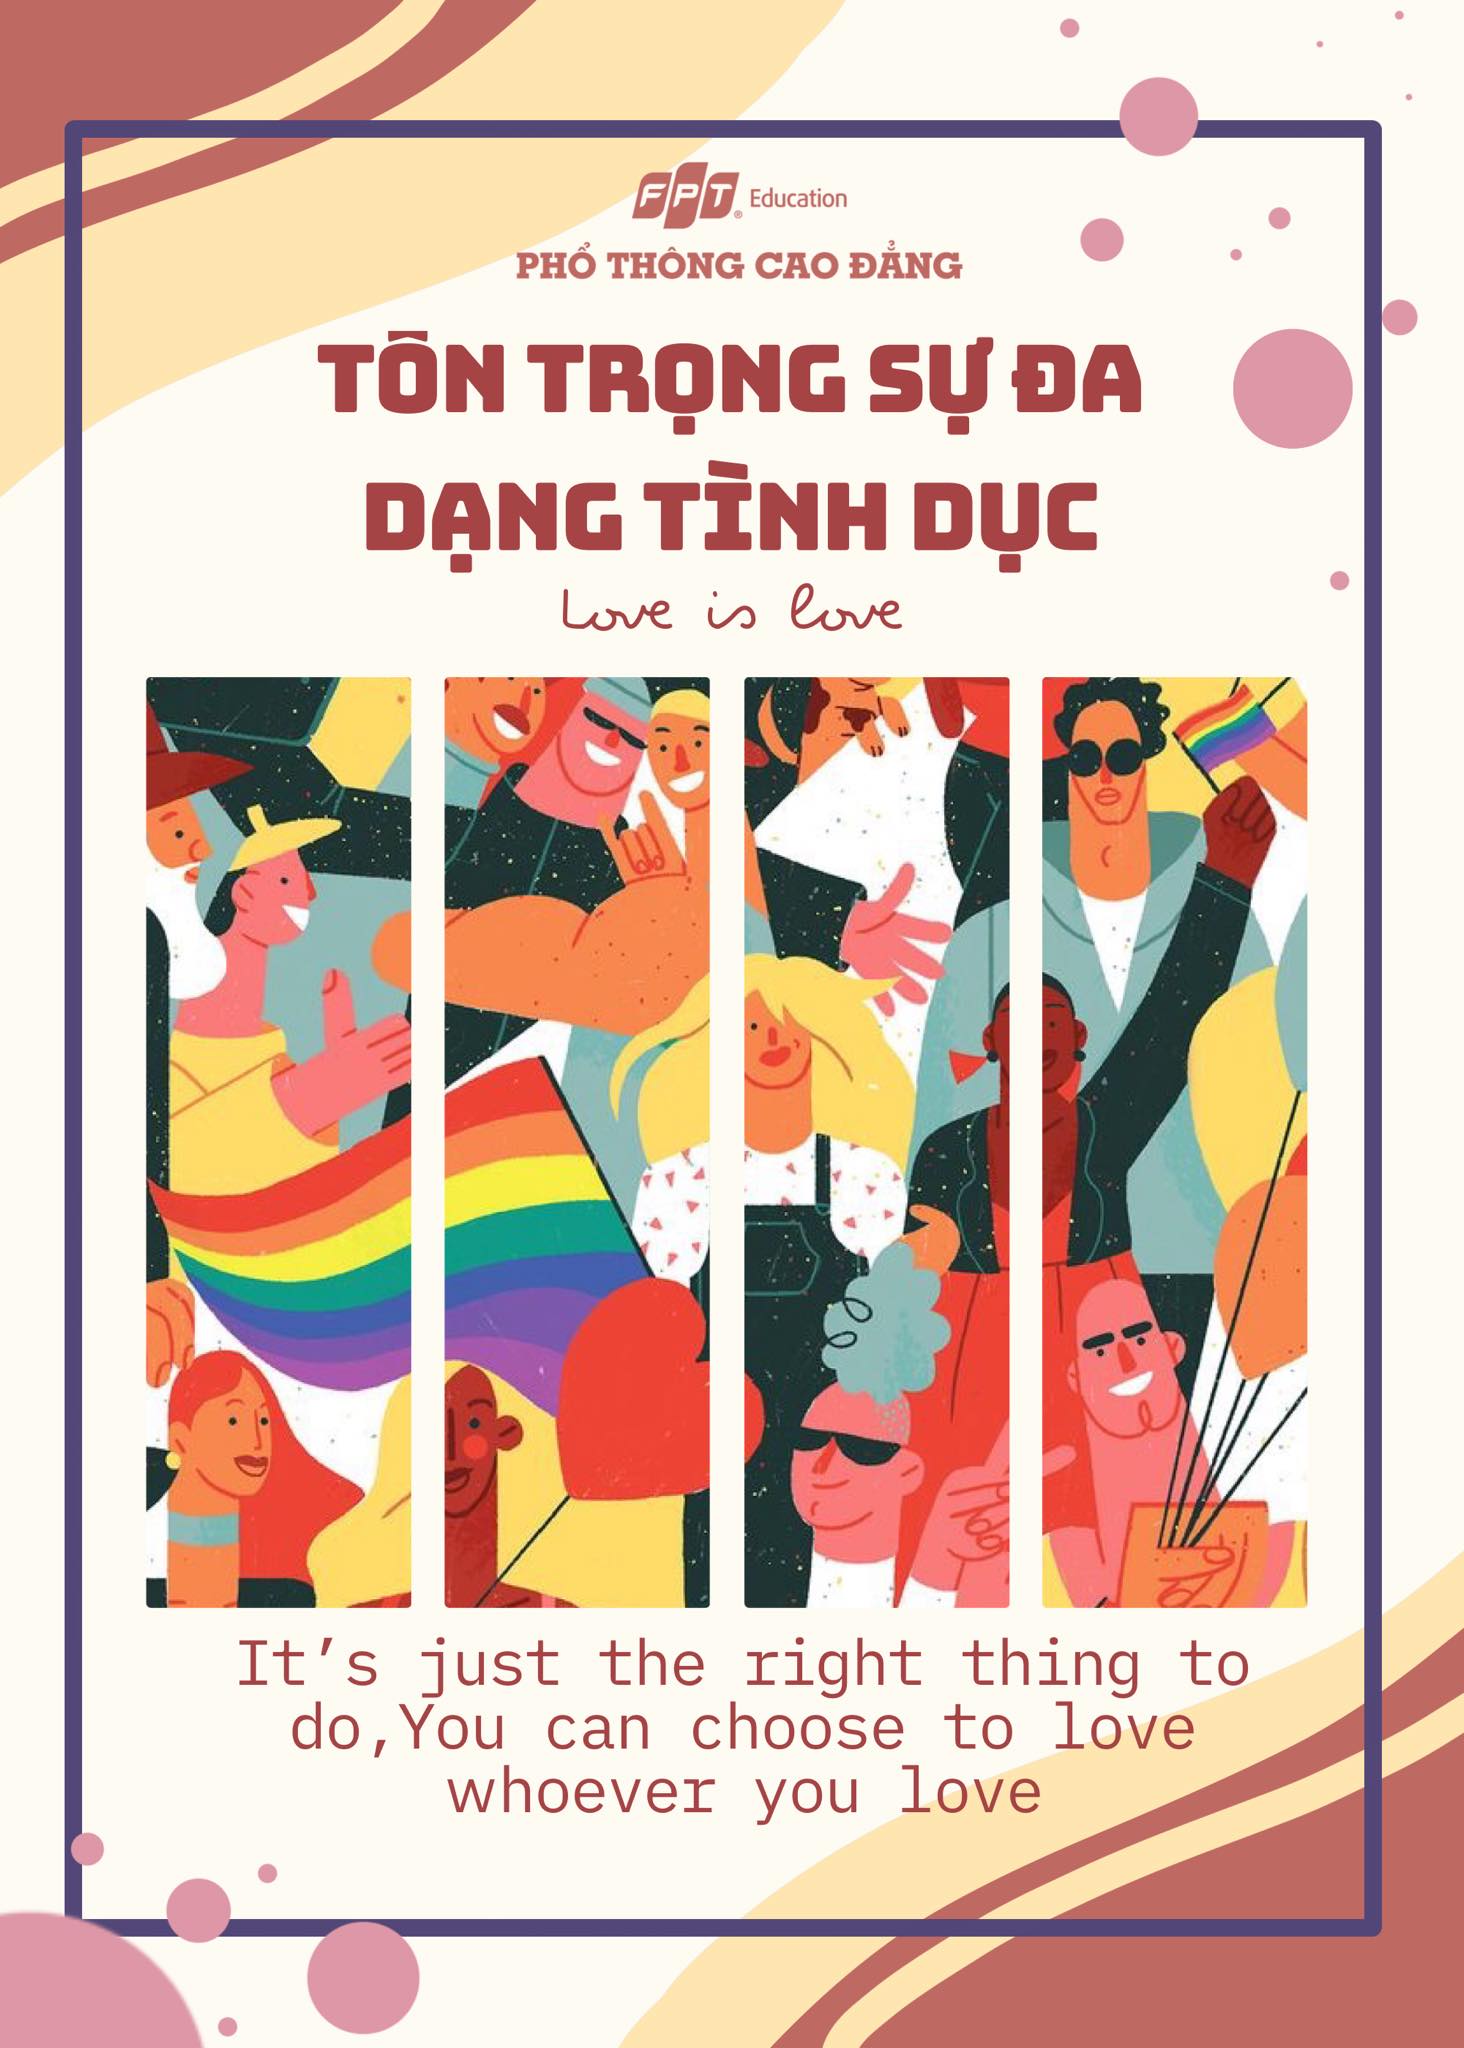 FPT® Education
PHỔ THÔNG CAO ĐẲNG
TÔN TRỌNG SỰ ĐA
DẠNG TÌNH DỤC
Love is love
It’s just the right thing to
do,You can choose to love
whoever you love